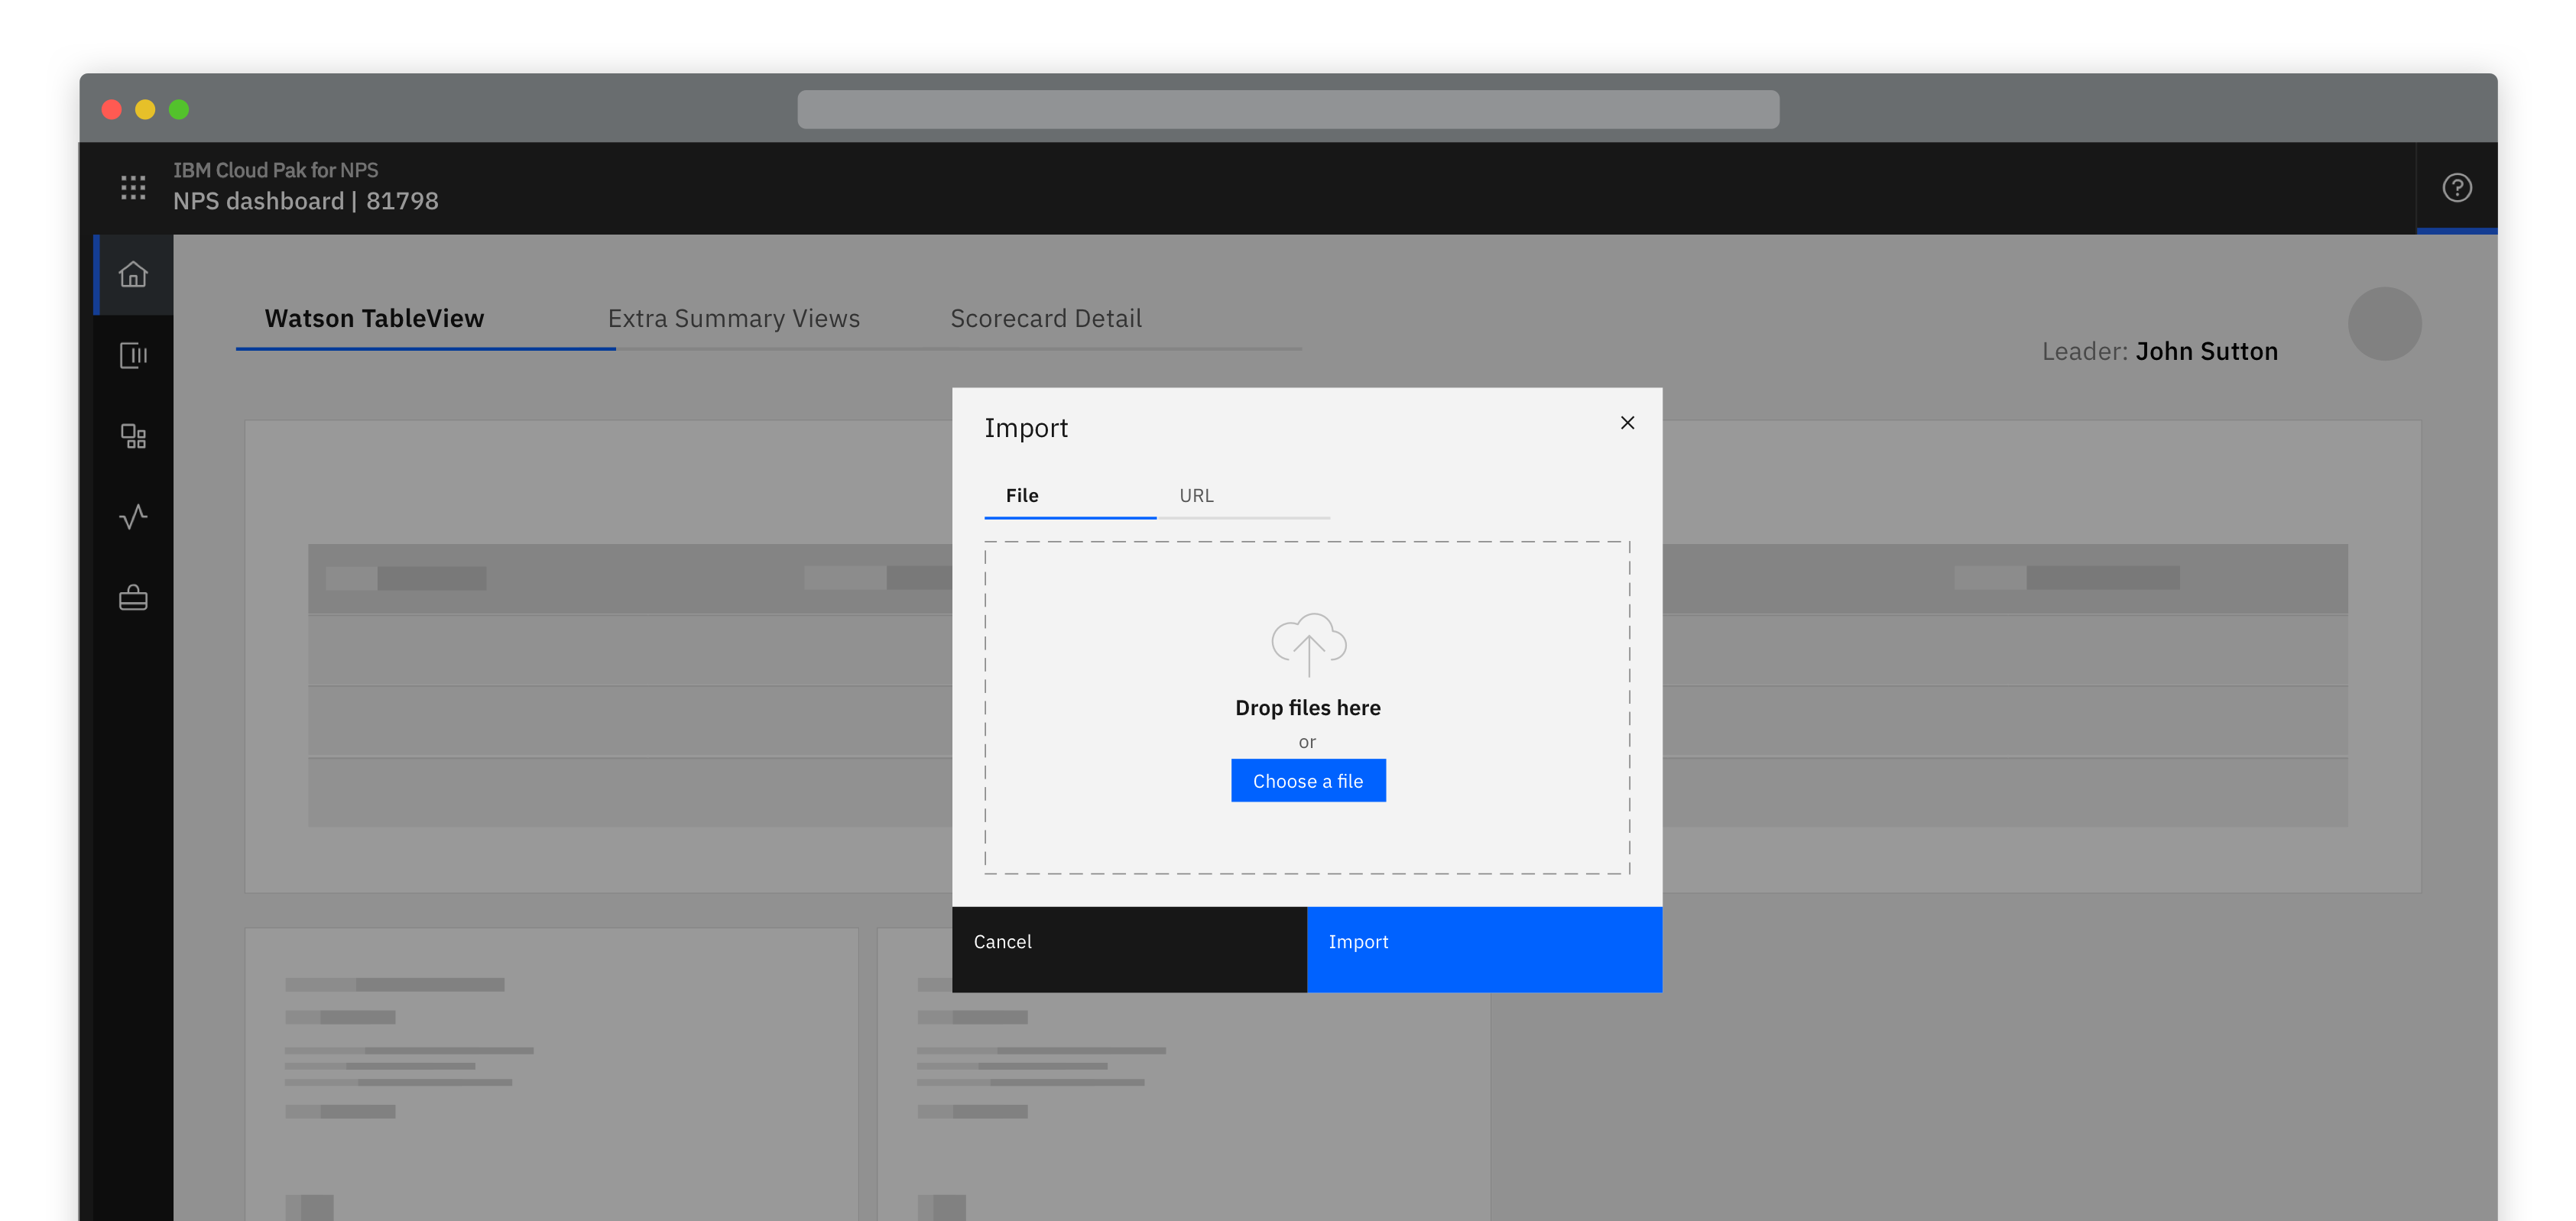 IBM Cloud Pak for NPS
NPS dashboard | 81798
Watson TableView
Extra Summary Views
Scorecard Detail
Leader: John Sutton
Import
File
URL
Drop files here
or
Choose a file
Cancel
Import